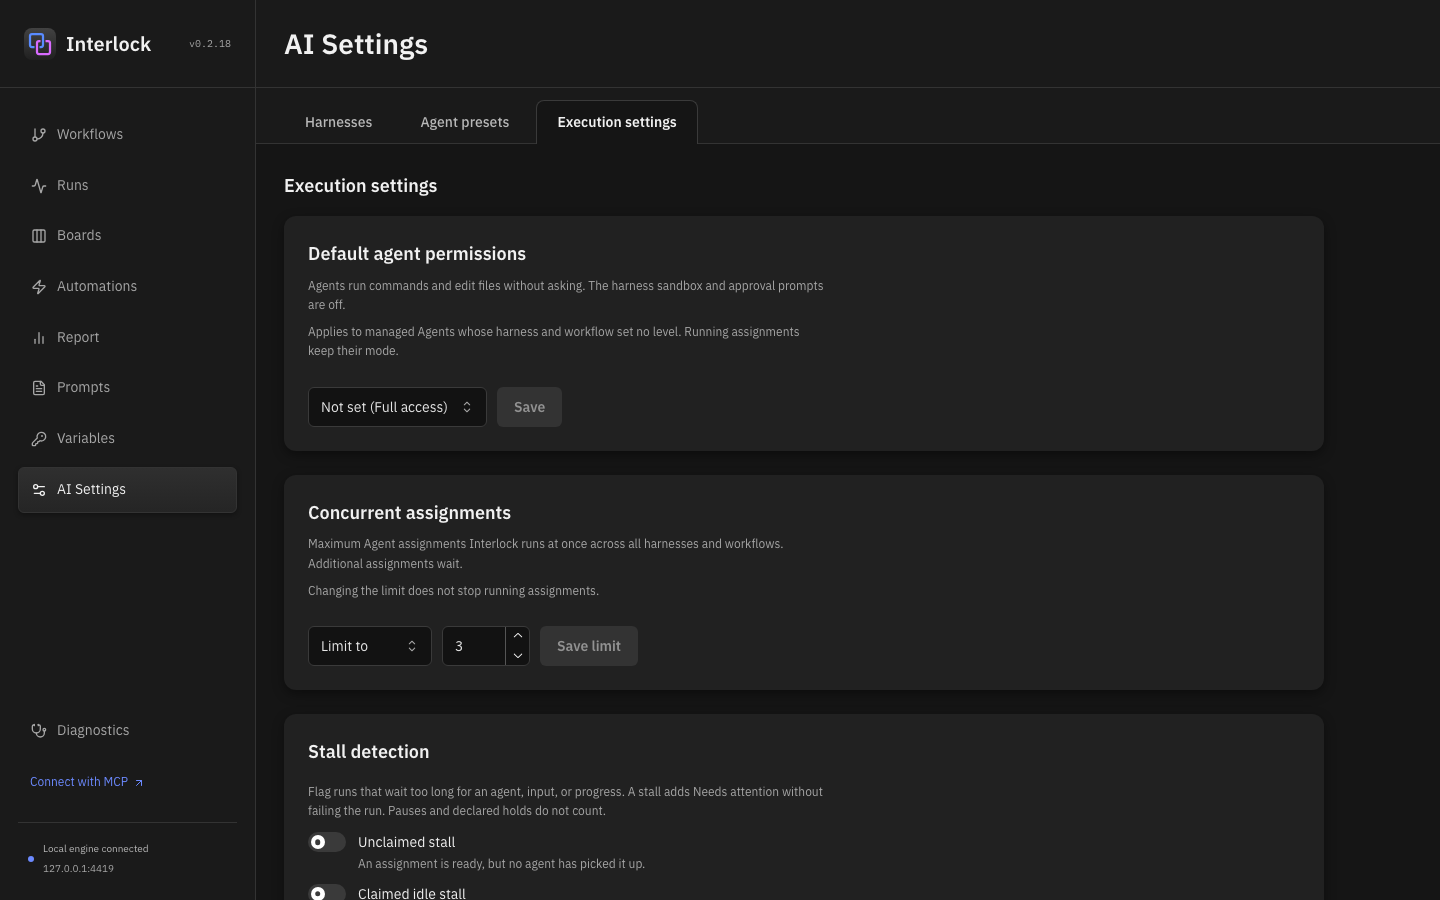 Interlock
v0.2.18
AI Settings
Workflows
Runs
Boards
Automations
Report
Prompts
Variables
AI Settings
Diagnostics
Connect with MCP
Local engine connected
127.0.0.1:4419
Harnesses
Agent presets
Execution settings
Execution settings
Default agent permissions
Agents run commands and edit files without asking. The harness sandbox and approval prompts
are off.
Applies to managed Agents whose harness and workflow set no level. Running assignments
keep their mode.
Not set (Full access)
Save
Concurrent assignments
Maximum Agent assignments Interlock runs at once across all harnesses and workflows.
Additional assignments wait.
Changing the limit does not stop running assignments.
Limit to
3
Save limit
Stall detection
Flag runs that wait too long for an agent, input, or progress. A stall adds Needs attention without
failing the run. Pauses and declared holds do not count.
Unclaimed stall
An assignment is ready, but no agent has picked it up.
Claimed idle stall